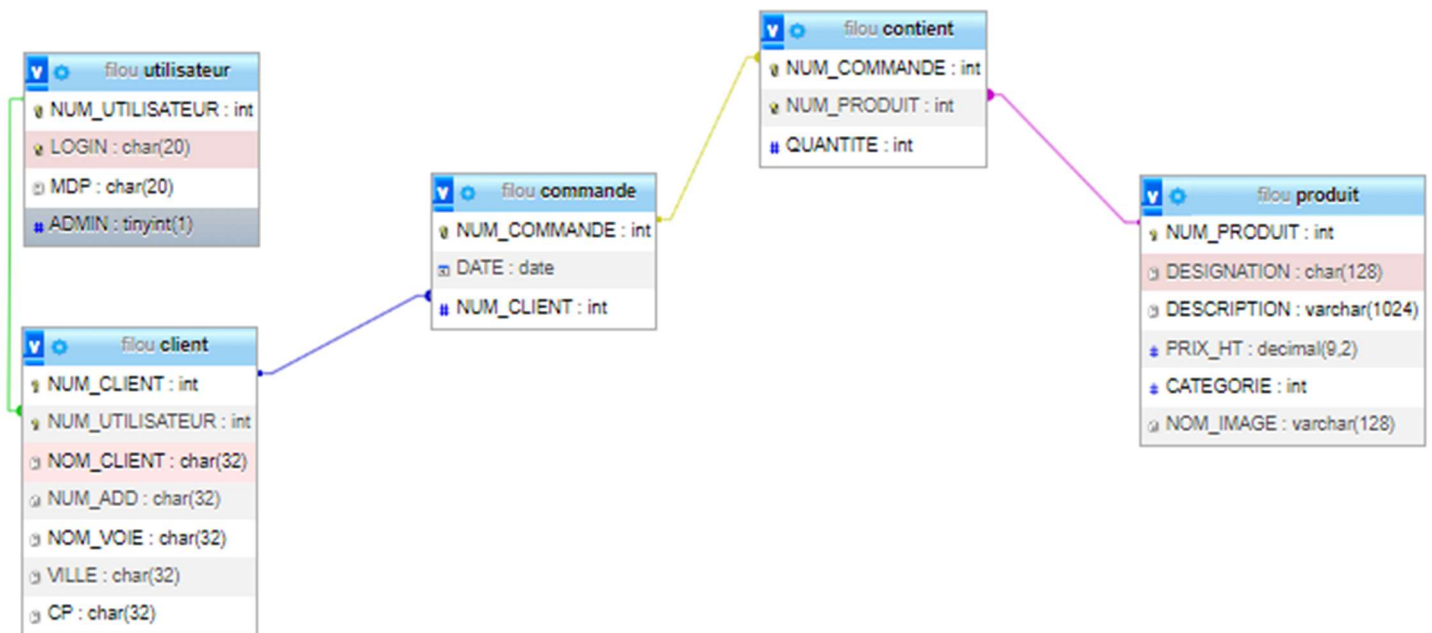 filou utilisateur
NUM_UTILISATEUR : int
LOGIN : char(20)
MDP : char(20)
ADMIN : tinyint(1)
filou client
NUM_CLIENT : int
NUM_UTILISATEUR : int
NOM_CLIENT : char(32)
NUM_ADD : char(32)
NOM_VOIE : char(32)
VILLE : char(32)
CP : char(32)
filou commande
NUM_COMMANDE : int
DATE : date
NUM_CLIENT : int
filou contient
NUM_COMMANDE : int
NUM_PRODUIT : int
QUANTITE : int
filou produit
NUM_PRODUIT : int
DESIGNATION : char(128)
DESCRIPTION : varchar(1024)
PRIX_HT : decimal(9,2)
CATEGORIE : int
NOM_IMAGE : varchar(128)